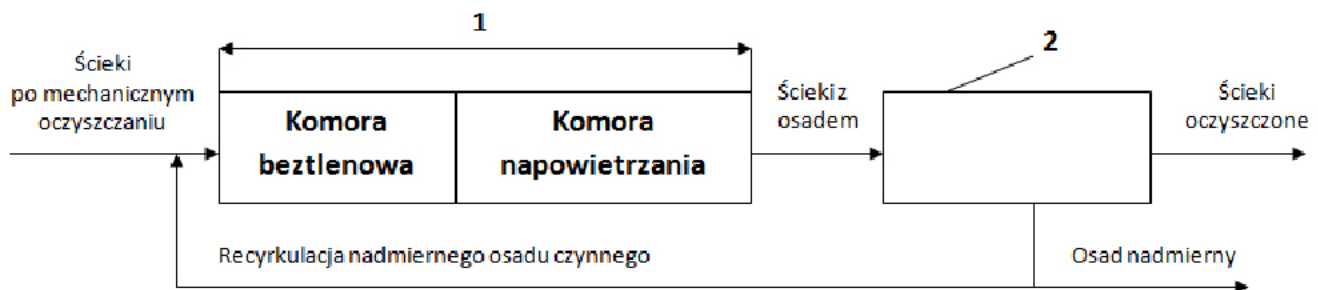 1
2
Ścieki
po mechanicznym
oczyszczaniu
Komora
beztlenowa
Komora
napowietrzania
Ścieki z
osadem
Ścieki
oczyszczone
Recyrkulacja nadmiernego osadu czynnego
Osad nadmierny